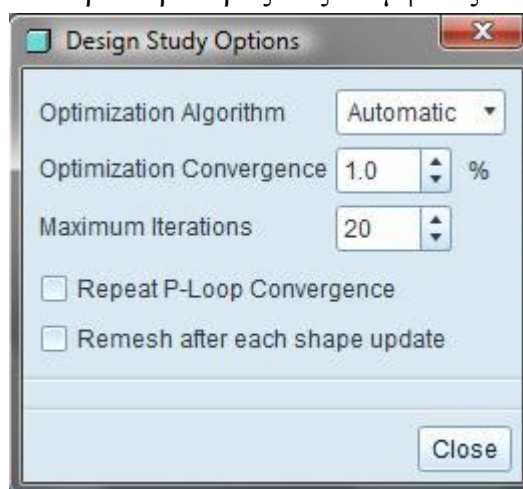 Design Study Options
Optimization Algorithm Automatic
Optimization Convergence 1.0 %
Maximum Iterations 20
Repeat P-Loop Convergence
Remesh after each shape update
Close